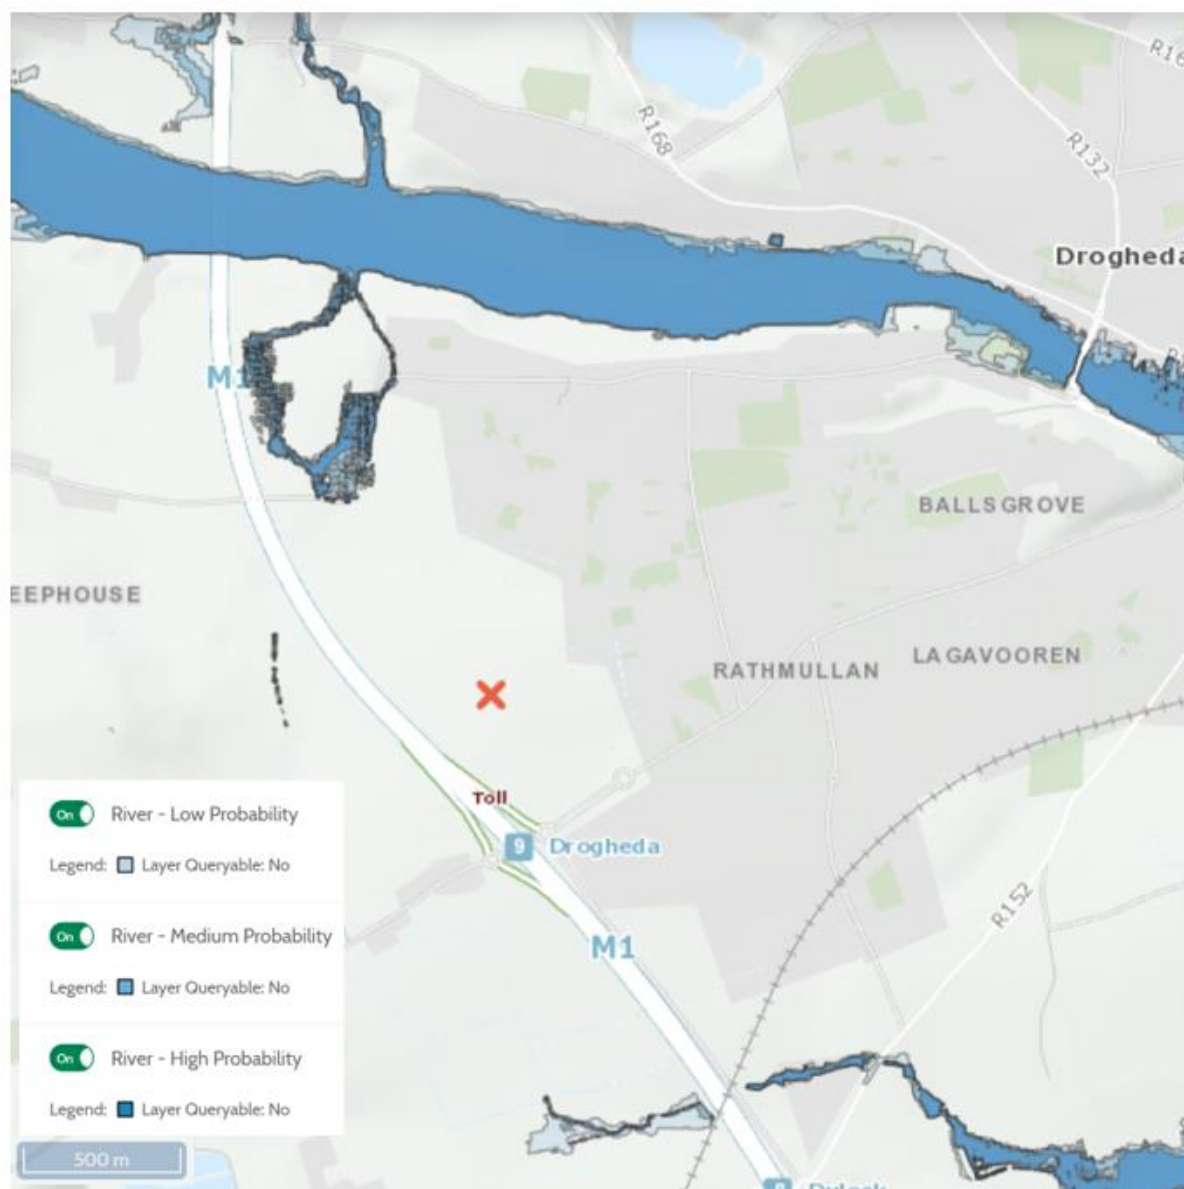 R16
R168
R132
Drogheda
M1
BALLSGROVE
EEPHOUSE
RATHMULLAN
LAGAVOOREN
Toll
9 Drogheda
M1
R152
On River - Low Probability
Legend: Layer Queryable: No
On River - Medium Probability
Legend: Layer Queryable: No
On River - High Probability
Legend: Layer Queryable: No
500 m